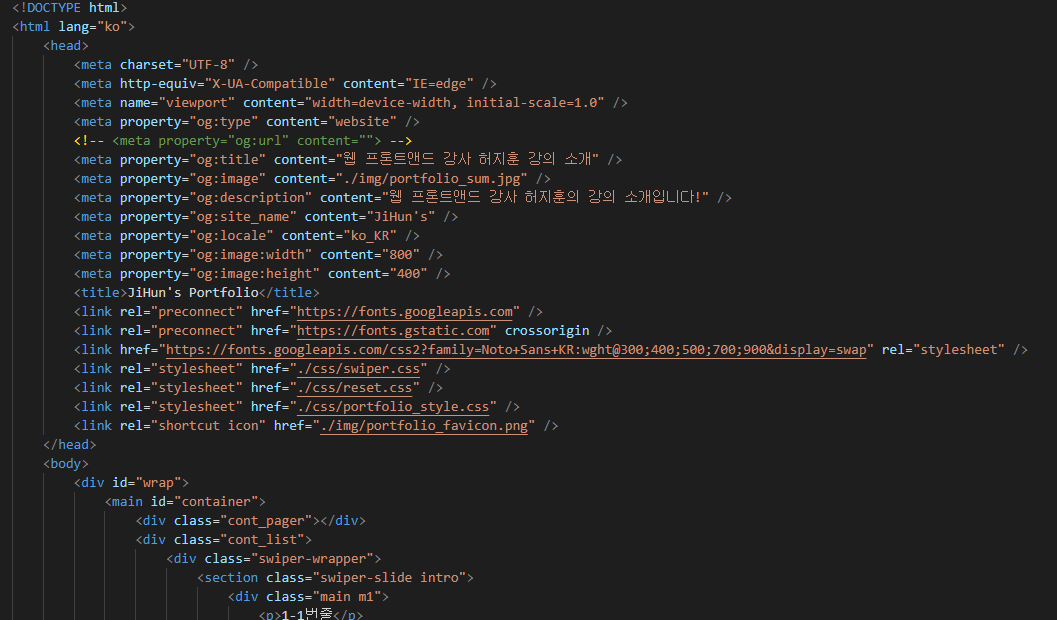 <!DOCTYPE html>
<html lang="ko">
<head>
<meta charset="UTF-8" />
<meta http-equiv="X-UA-Compatible" content="IE=edge" />
<meta name="viewport" content="width=device-width, initial-scale=1.0" />
<meta property="og:type" content="website" />
<!-- <meta property="og:url" content=""> -->
<meta property="og:title" content="웹 프론트앤드 강사 허지훈 강의 소개" />
<meta property="og:image" content="./img/portfolio_sum.jpg" />
<meta property="og:description" content="웹 프론트앤드 강사 허지훈의 강의 소개입니다!" />
<meta property="og:site_name" content="JiHun's" />
<meta property="og:locale" content="ko_KR" />
<meta property="og:image:width" content="800" />
<meta property="og:image:height" content="400" />
<title>JiHun's Portfolio</title>
<link rel="preconnect" href="https://fonts.googleapis.com" />
<link rel="preconnect" href="https://fonts.gstatic.com" crossorigin />
<link href="https://fonts.googleapis.com/css2?family=Noto+Sans+KR:wght@300;400;500;700;900&display=swap" rel="stylesheet" />
<link rel="stylesheet" href="./css/swiper.css" />
<link rel="stylesheet" href="./css/reset.css" />
<link rel="stylesheet" href="./css/portfolio_style.css" />
<link rel="shortcut icon" href="./img/portfolio_favicon.png" />
</head>
<body>
<div id="wrap">
<main id="container">
<div class="cont_pager"></div>
<div class="cont_list">
<div class="swiper-wrapper">
<section class="swiper-slide intro">
<div class="main m1">
<p>1-1번줄</p>